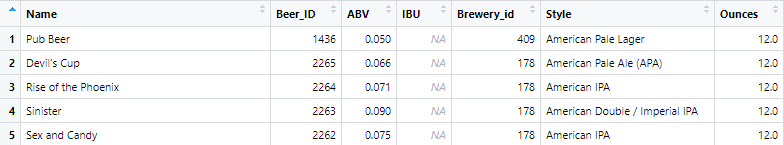 Name Beer_ID ABV IBU Brewery_id Style Ounces
1 Pub Beer 1436 0.050 NA 409 American Pale Lager 12.0
2 Devil's Cup 2265 0.066 NA 178 American Pale Ale (APA) 12.0
3 Rise of the Phoenix 2264 0.071 NA 178 American IPA 12.0
4 Sinister 2263 0.090 NA 178 American Double / Imperial IPA 12.0
5 Sex and Candy 2262 0.075 NA 178 American IPA 12.0